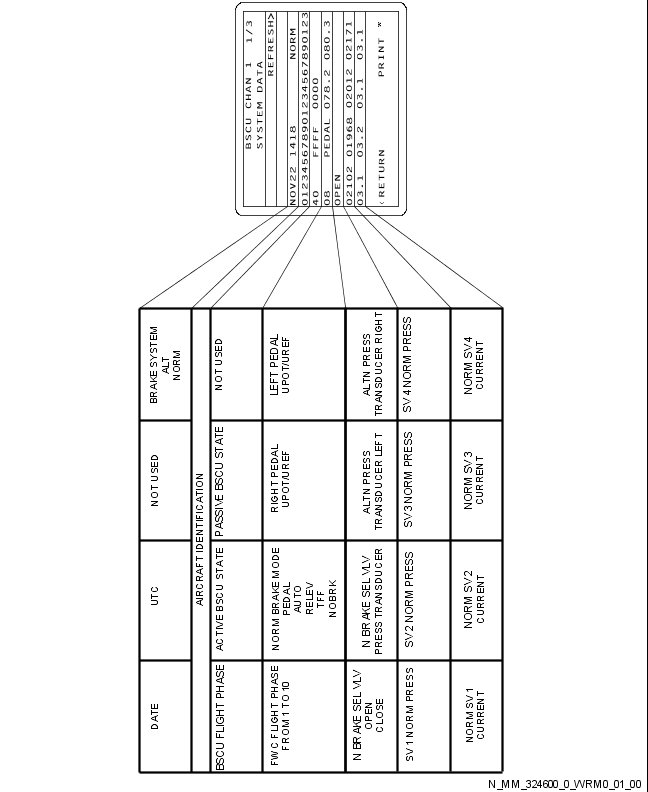 BSCU CHAN 1 1/3
SYSTEM DATA
REFRESH>
NOV22 1418 NORM
012345678901234567890123
40 FFFF 0000
08 PEDAL 078.2 080.3
OPEN
02102 01968 02012 02171
03.1 03.2 03.1 03.1
<RETURN PRINT *
DATE
UTC
NOT USED
BRAKE SYSTEM
ALT
NORM
AIRCRAFT IDENTIFICATION
BSCU FLIGHT PHASE
ACTIVE BSCU STATE
PASSIVE BSCU STATE
NOT USED
FWC FLIGHT PHASE
FROM 1 TO 10
NORM BRAKE MODE
PEDAL
AUTO
RELEV
TFF
NOBRK
RIGHT PEDAL
UPOT/UREF
LEFT PEDAL
UPOT/UREF
N BRAKE SEL VLV
OPEN
CLOSE
N BRAKE SEL VLV
PRESS TRANSDUCER
ALTN PRESS
TRANSDUCER LEFT
ALTN PRESS
TRANSDUCER RIGHT
SV1 NORM PRESS
SV2 NORM PRESS
SV3 NORM PRESS
SV4 NORM PRESS
NORM SV1
CURRENT
NORM SV2
CURRENT
NORM SV3
CURRENT
NORM SV4
CURRENT
N_MM_324600_0_WRM0_01_00